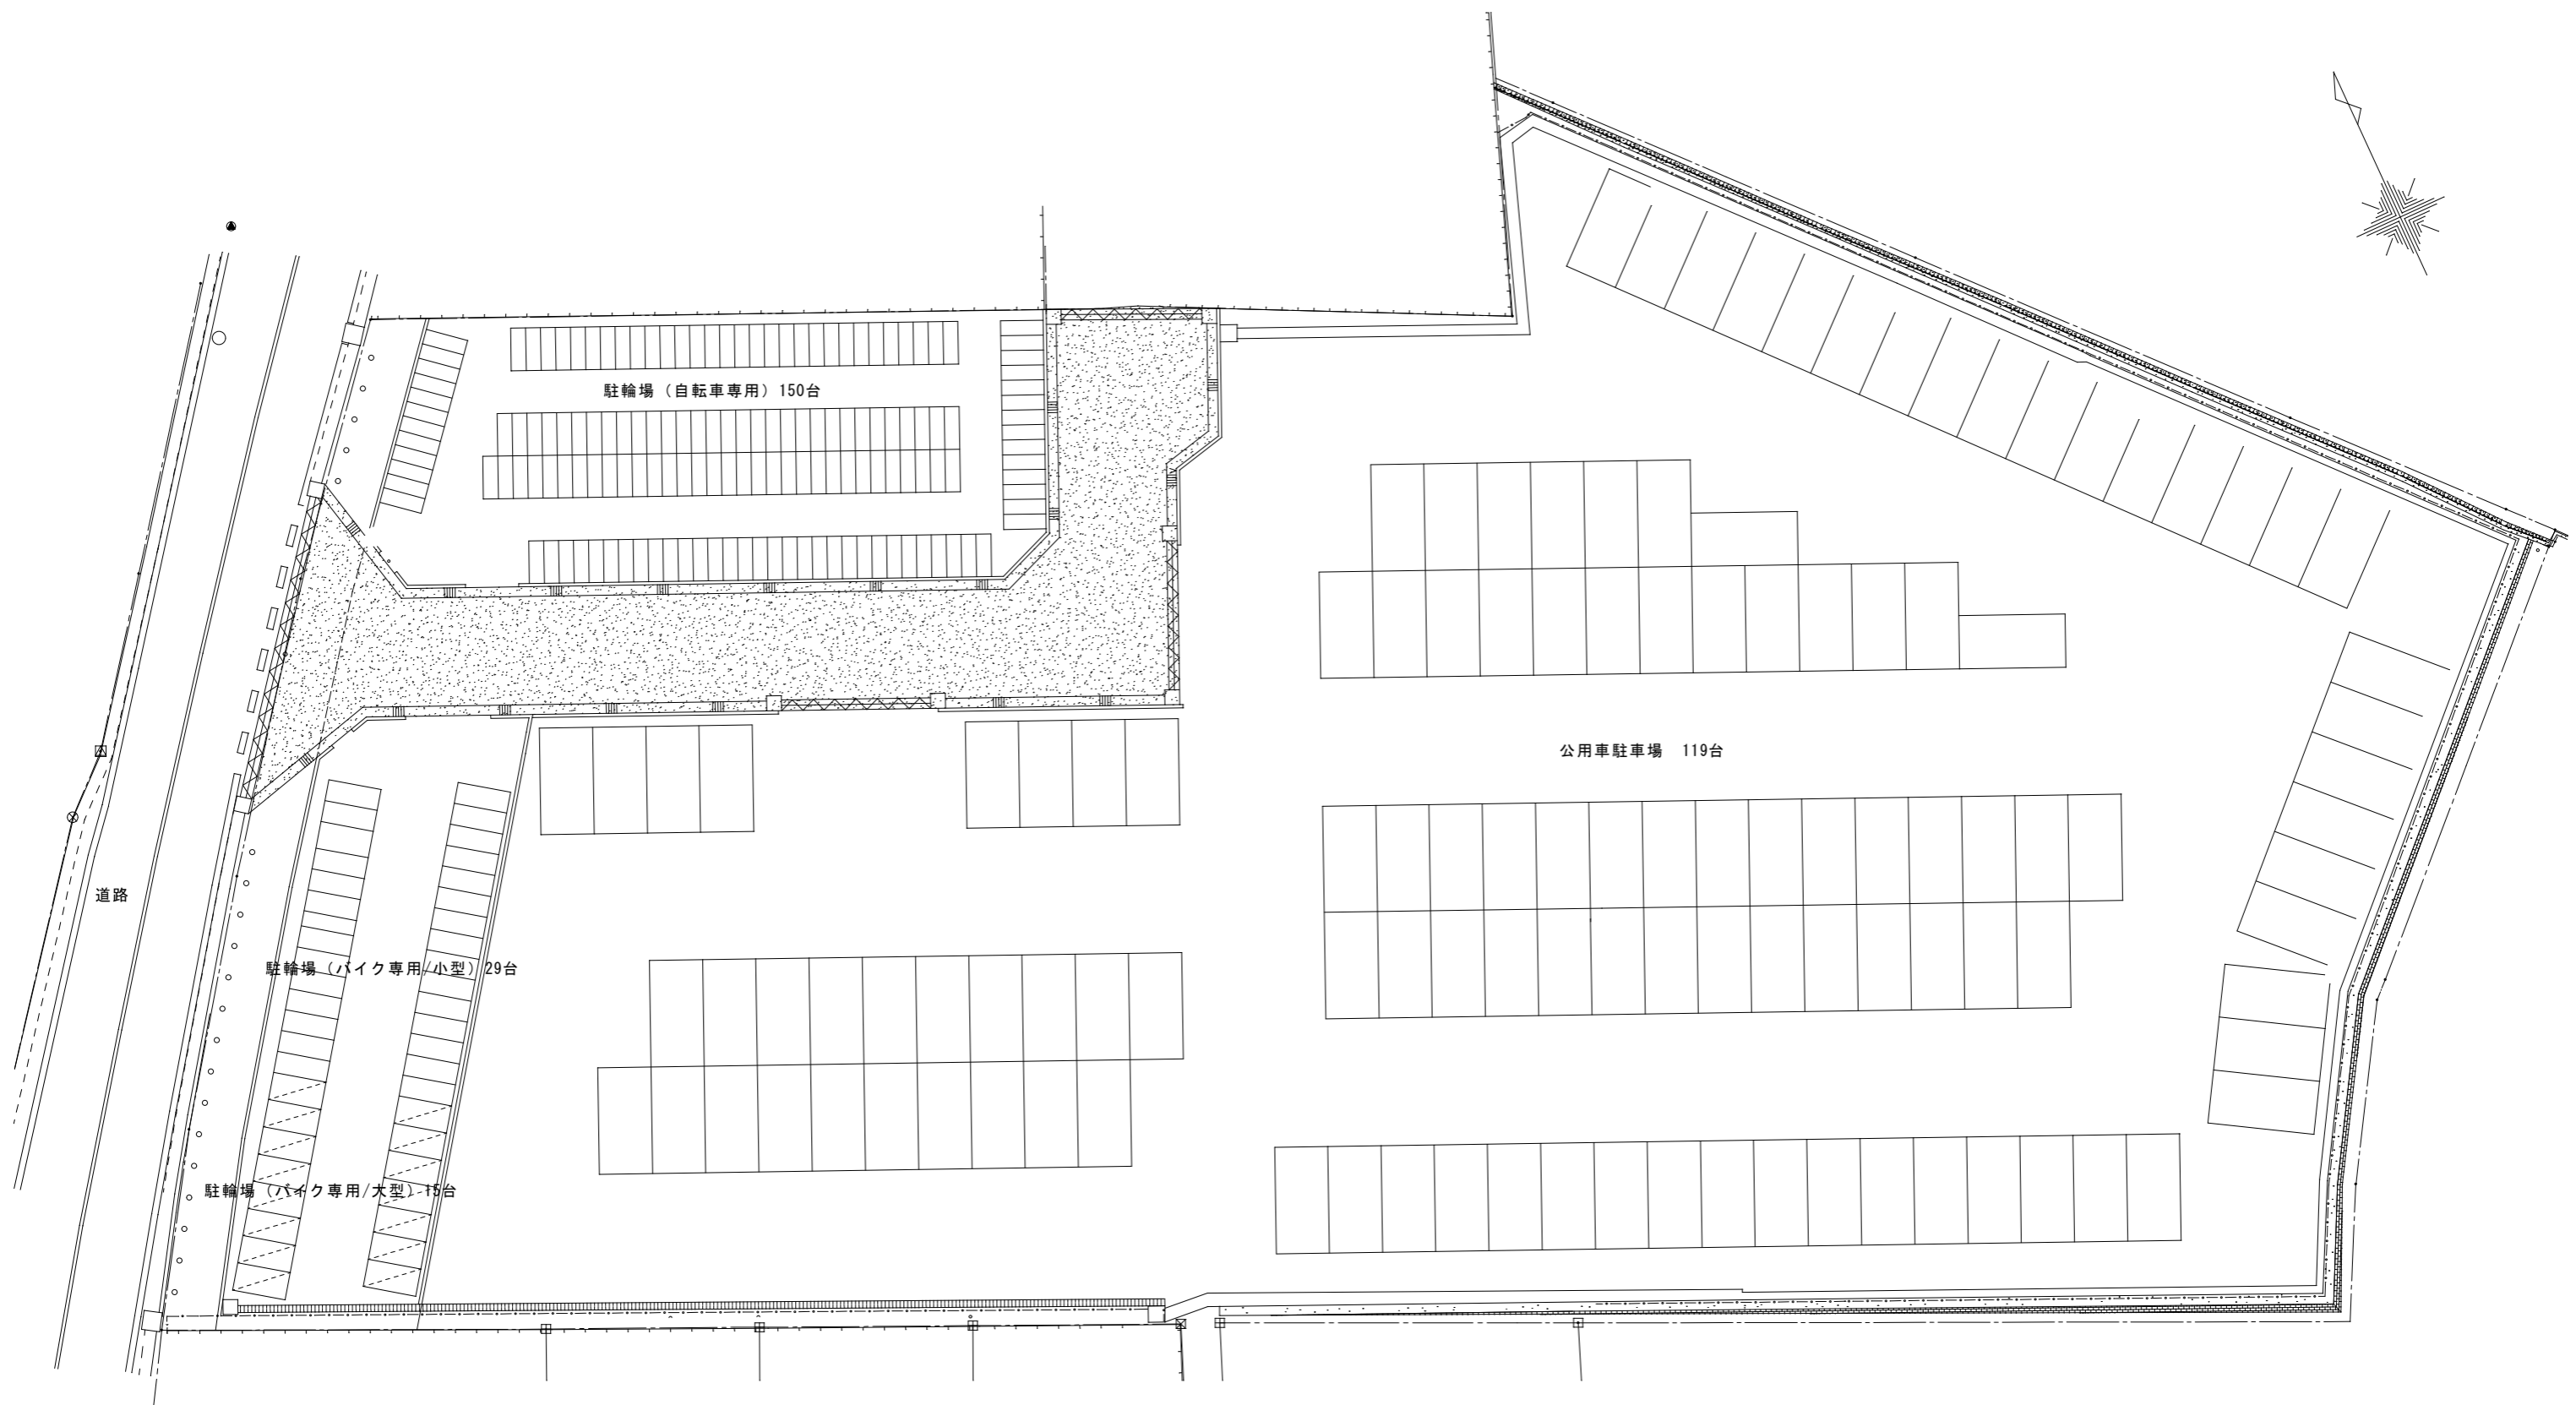 駐輪場（自転車専用）150台
公用車駐車場　119台
道路
駐輪場（バイク専用/小型）29台
駐輪場（バイク専用/大型）15台